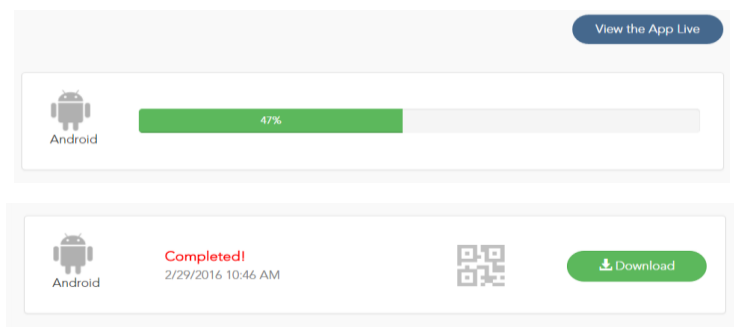 View the App Live
47%
Android
Completed!
2/29/2016 10:46 AM
Download
Android